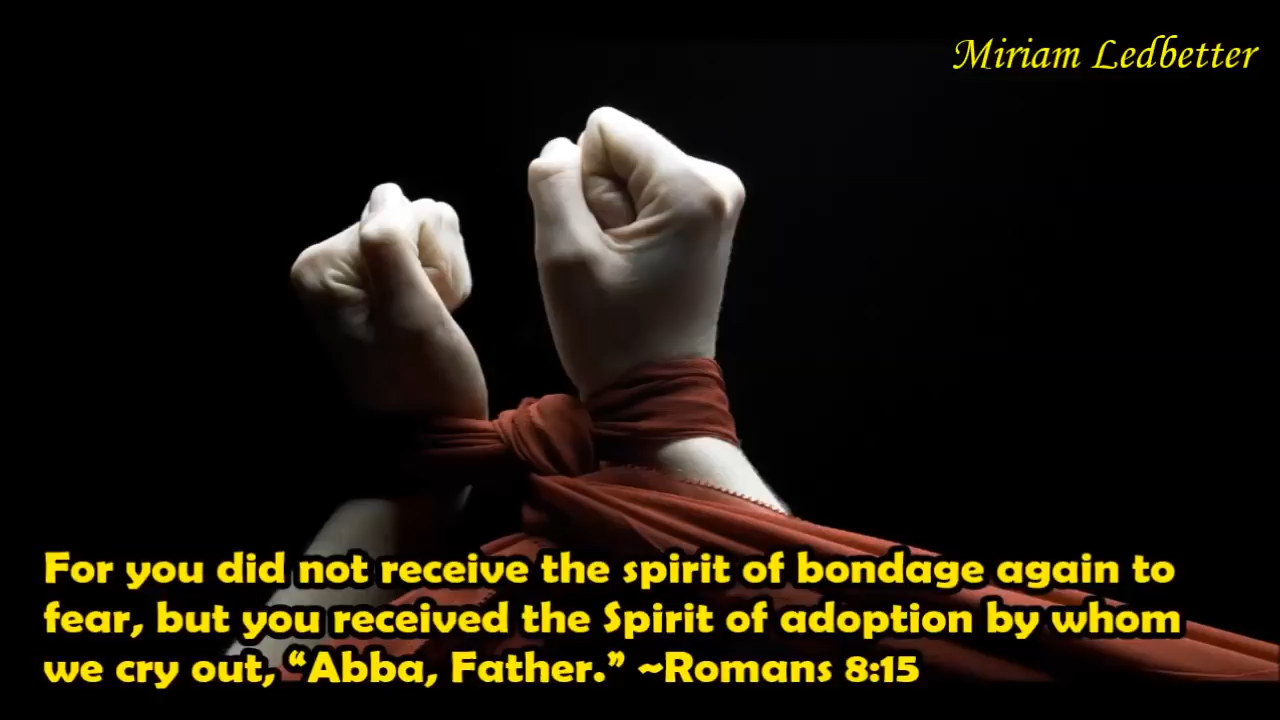 Miriam Ledbetter
For you did not receive the spirit of bondage again to
fear, but you received the Spirit of adoption by whom
we cry out, “Abba, Father.” ~Romans 8:15